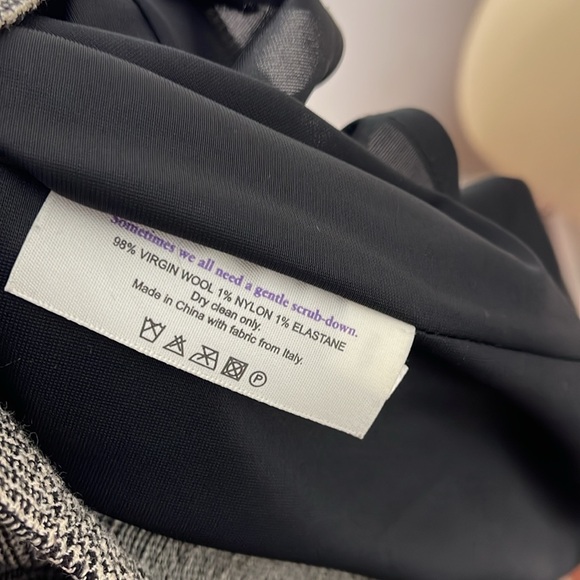 Sometimes we all need a gentle scrub-down.
98% VIRGIN WOOL 1% NYLON 1% ELASTANE
Dry clean only.
Made in China with fabric from Italy.
P